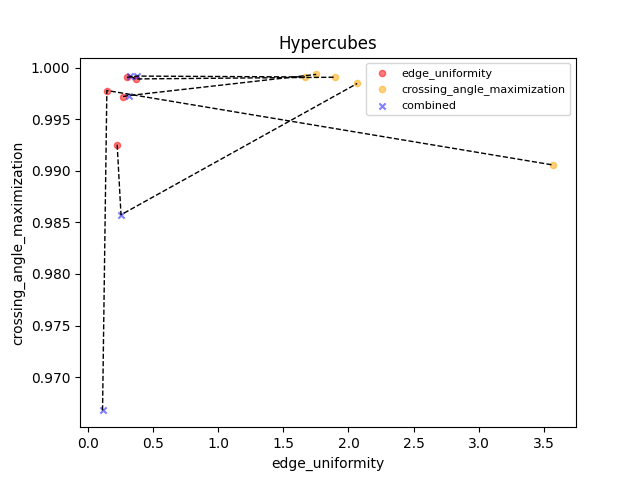 Hypercubes
edge_uniformity
crossing_angle_maximization
combined
crossing_angle_maximization
1.000
0.995
0.990
0.985
0.980
0.975
0.970
0.0 0.5 1.0 1.5 2.0 2.5 3.0 3.5
edge_uniformity